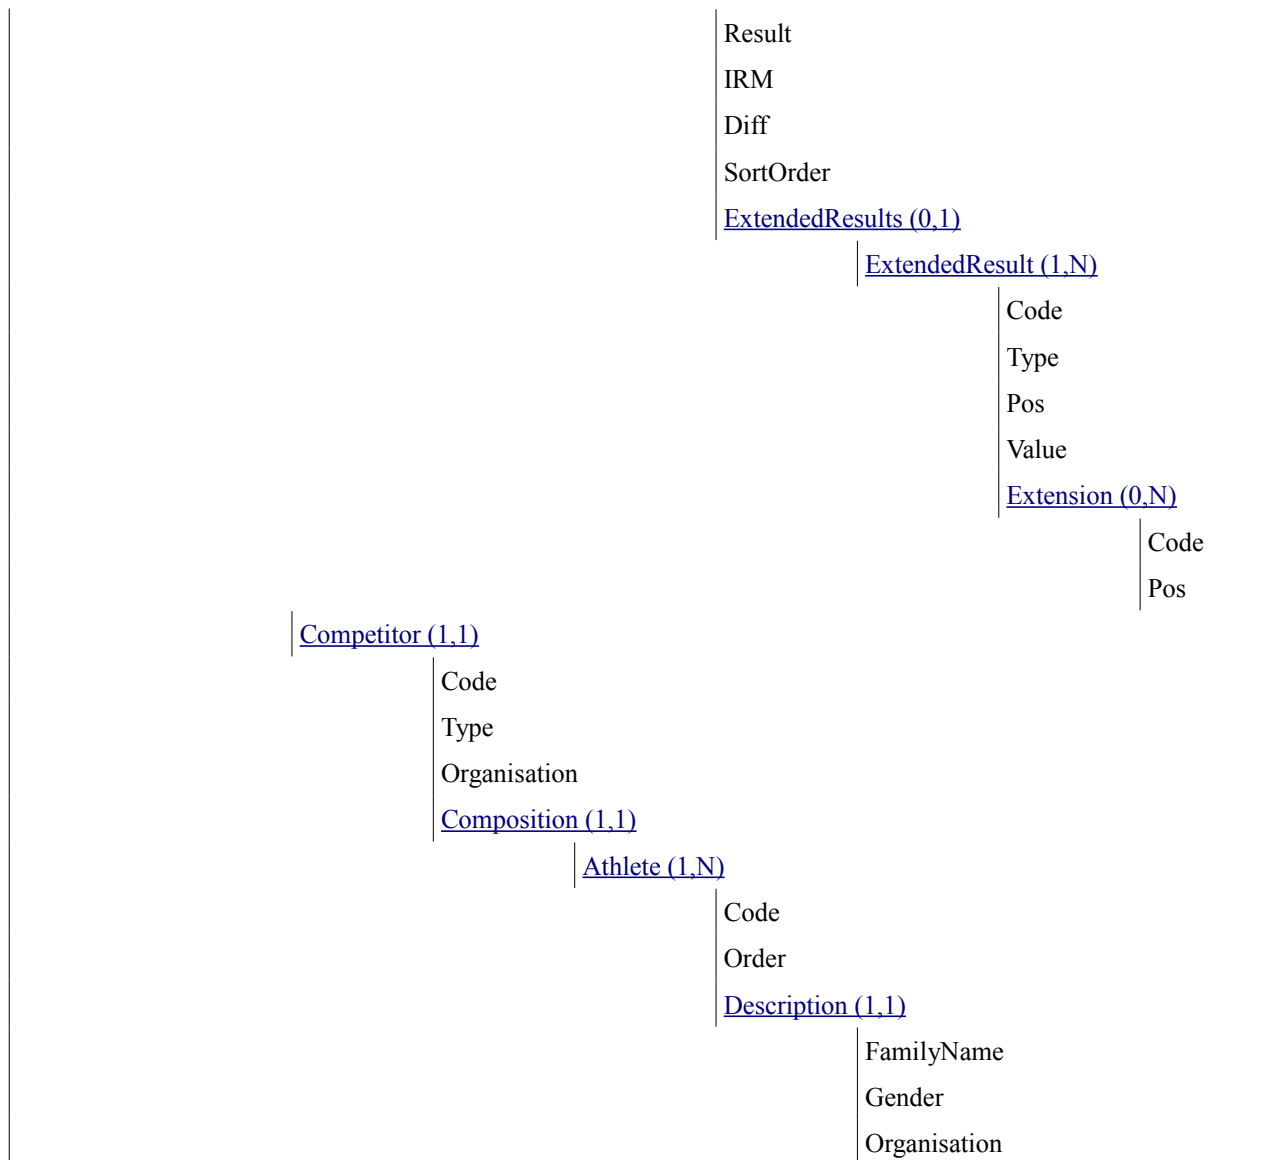 Result
IRM
Diff
SortOrder
ExtendedResults (0,1)
ExtendedResult (1,N)
Code
Type
Pos
Value
Extension (0,N)
Code
Pos
Competitor (1,1)
Code
Type
Organisation
Composition (1,1)
Athlete (1,N)
Code
Order
Description (1,1)
FamilyName
Gender
Organisation